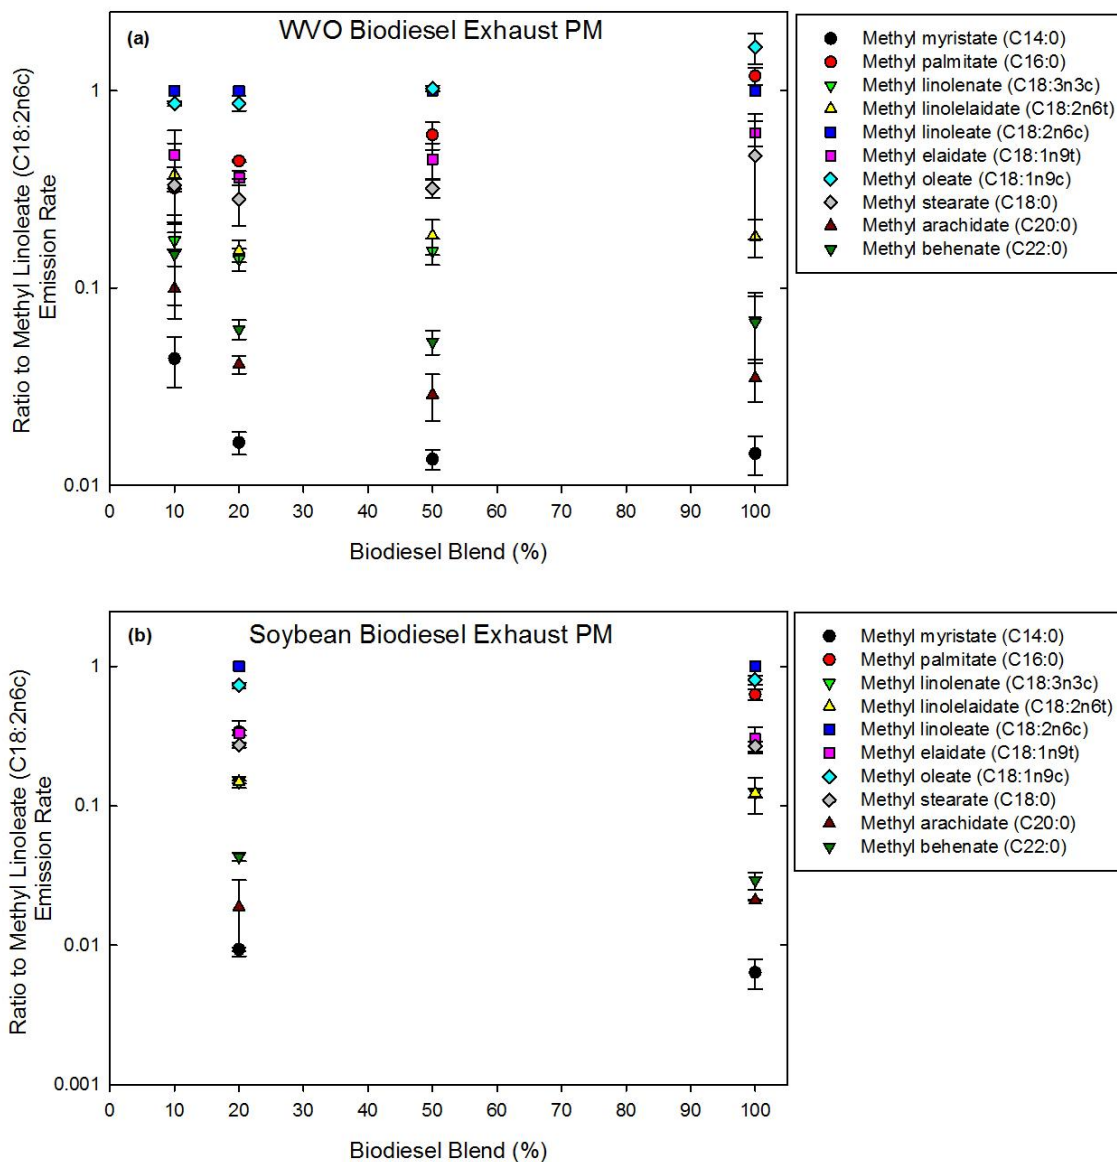 (a)
WVO Biodiesel Exhaust PM
Ratio to Methyl Linoleate (C18:2n6c)
Emission Rate
1
0.1
0.01
0 10 20 30 40 50 60 70 80 90 100
Biodiesel Blend (%)
Methyl myristate (C14:0)
Methyl palmitate (C16:0)
Methyl linolenate (C18:3n3c)
Methyl linolelaidate (C18:2n6t)
Methyl linoleate (C18:2n6c)
Methyl elaidate (C18:1n9t)
Methyl oleate (C18:1n9c)
Methyl stearate (C18:0)
Methyl arachidate (C20:0)
Methyl behenate (C22:0)
(b)
Soybean Biodiesel Exhaust PM
Ratio to Methyl Linoleate (C18:2n6c)
Emission Rate
1
0.1
0.01
0.001
0 10 20 30 40 50 60 70 80 90 100
Biodiesel Blend (%)
Methyl myristate (C14:0)
Methyl palmitate (C16:0)
Methyl linolenate (C18:3n3c)
Methyl linolelaidate (C18:2n6t)
Methyl linoleate (C18:2n6c)
Methyl elaidate (C18:1n9t)
Methyl oleate (C18:1n9c)
Methyl stearate (C18:0)
Methyl arachidate (C20:0)
Methyl behenate (C22:0)